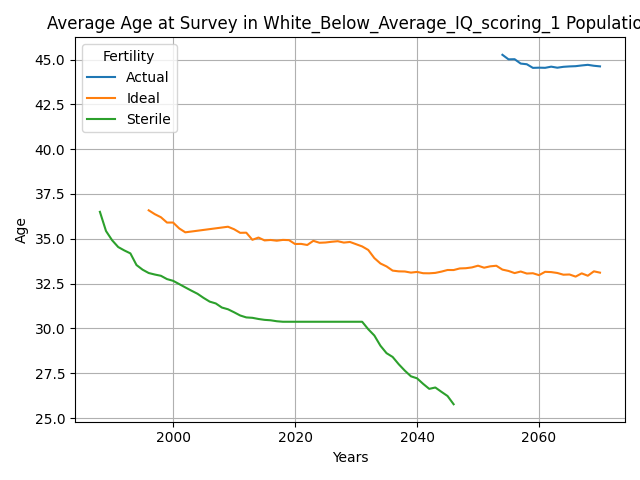 Average Age at Survey in White_Below_Average_IQ_scoring_1 Populatio
Fertility
Actual
Ideal
Sterile
45.0
42.5
40.0
37.5
35.0
32.5
30.0
27.5
25.0
Age
2000 2020 2040 2060
Years